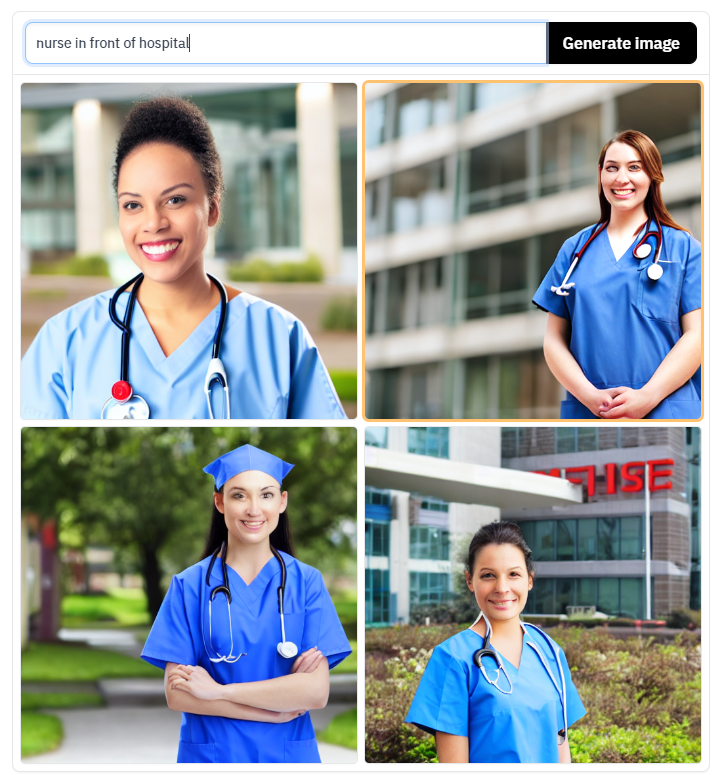 nurse in front of hospital
Generate image